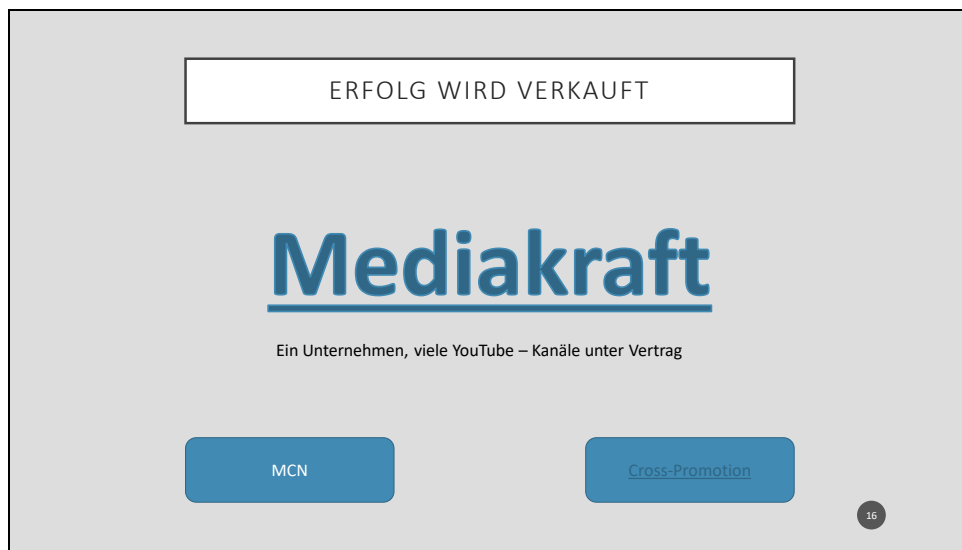 ERFOLG WIRD VERKAUFT
Mediakraft
Ein Unternehmen, viele YouTube – Kanäle unter Vertrag
MCN
Cross-Promotion
16